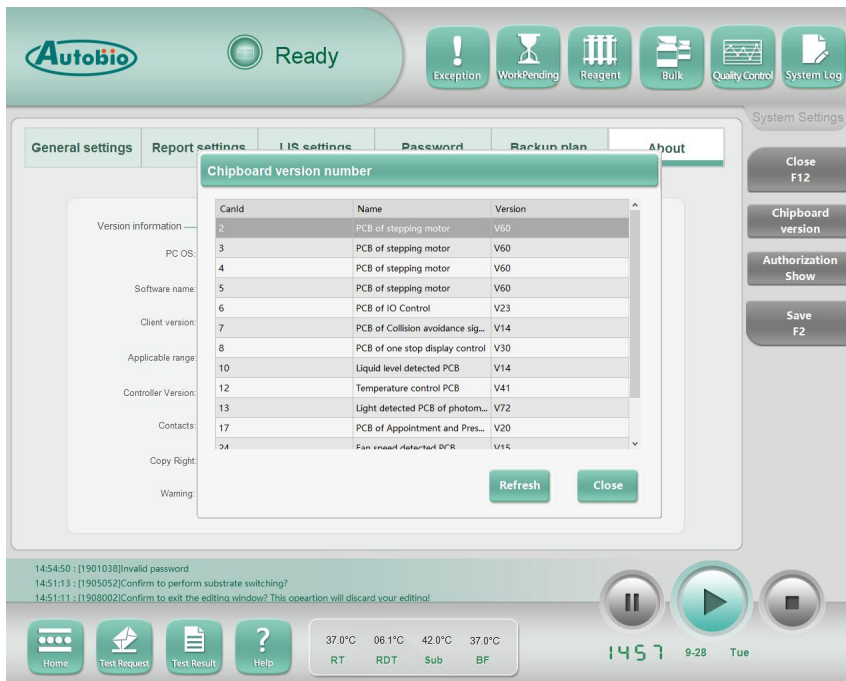 Autobio
Ready
Exception
WorkPending
Reagent
Bulk
Quality Control
System Log
System Settings
General settings
Report settings
LIS settings
Password
Backup plan
About
Close
F12
Chipboard
version
Authorization
Show
Save
F2
Version information
PC OS:
Software name:
Client version:
Applicable range:
Controller Version:
Contacts:
Copy Right:
Warning:
Chipboard version number
CanId Name Version
2 PCB of stepping motor V60
3 PCB of stepping motor V60
4 PCB of stepping motor V60
5 PCB of stepping motor V60
6 PCB of IO Control V23
7 PCB of Collision avoidance sig... V14
8 PCB of one stop display control V30
10 Liquid level detected PCB V14
12 Temperature control PCB V41
13 Light detected PCB of photom... V72
17 PCB of Appointment and Pres... V20
24 Fan speed detected PCB V15
Refresh
Close
14:54:50 : [1901038]Invalid password
14:51:13 : [1905052]Confirm to perform substrate switching?
14:51:11 : [1908002]Confirm to exit the editing window? This opeartion will discard your editing!
Home
Test Request
Test Result
?
Help
37.0°C 06.1°C 42.0°C 37.0°C
RT RDT Sub BF
1457 9-28 Tue